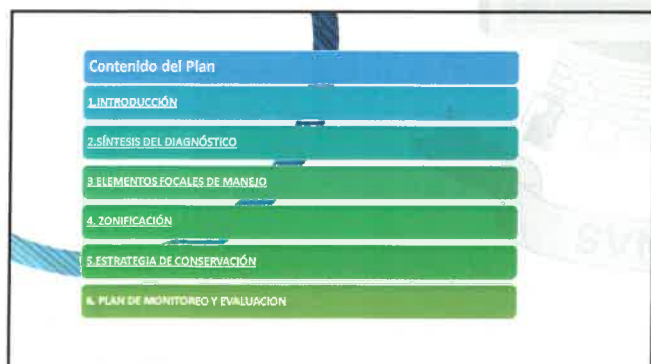 Contenido del Plan
1.INTRODUCCIÓN
2.SÍNTESIS DEL DIAGNÓSTICO
3 ELEMENTOS FOCALES DE MANEJO
4. ZONIFICACIÓN
5.ESTRATEGIA DE CONSERVACIÓN
6. PLAN DE MONITOREO Y EVALUACION